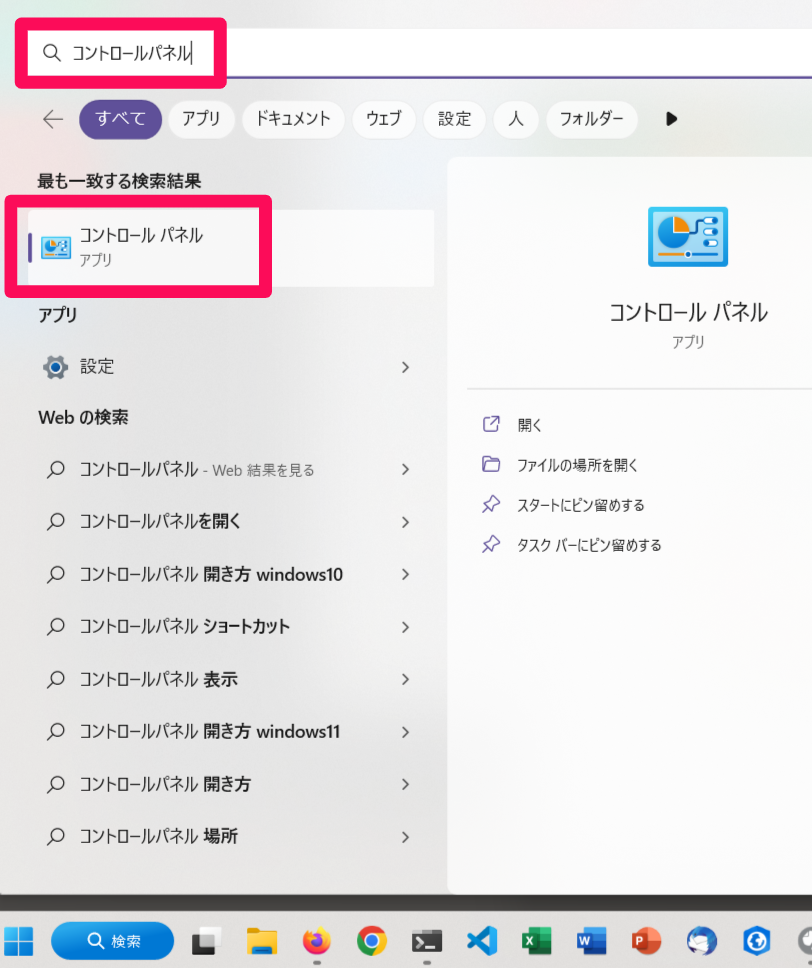 コントロールパネル
すべて
アプリ
ドキュメント
ウェブ
設定
人
フォルダー
最も一致する検索結果
コントロール パネル
アプリ
アプリ
設定
Web の検索
コントロールパネル - Web 結果を見る
コントロールパネルを開く
コントロールパネル 開き方 windows10
コントロールパネル ショートカット
コントロールパネル 表示
コントロールパネル 開き方 windows11
コントロールパネル 開き方
コントロールパネル 場所
コントロール パネル
アプリ
開く
ファイルの場所を開く
スタートにピン留めする
タスク バーにピン留めする
検索